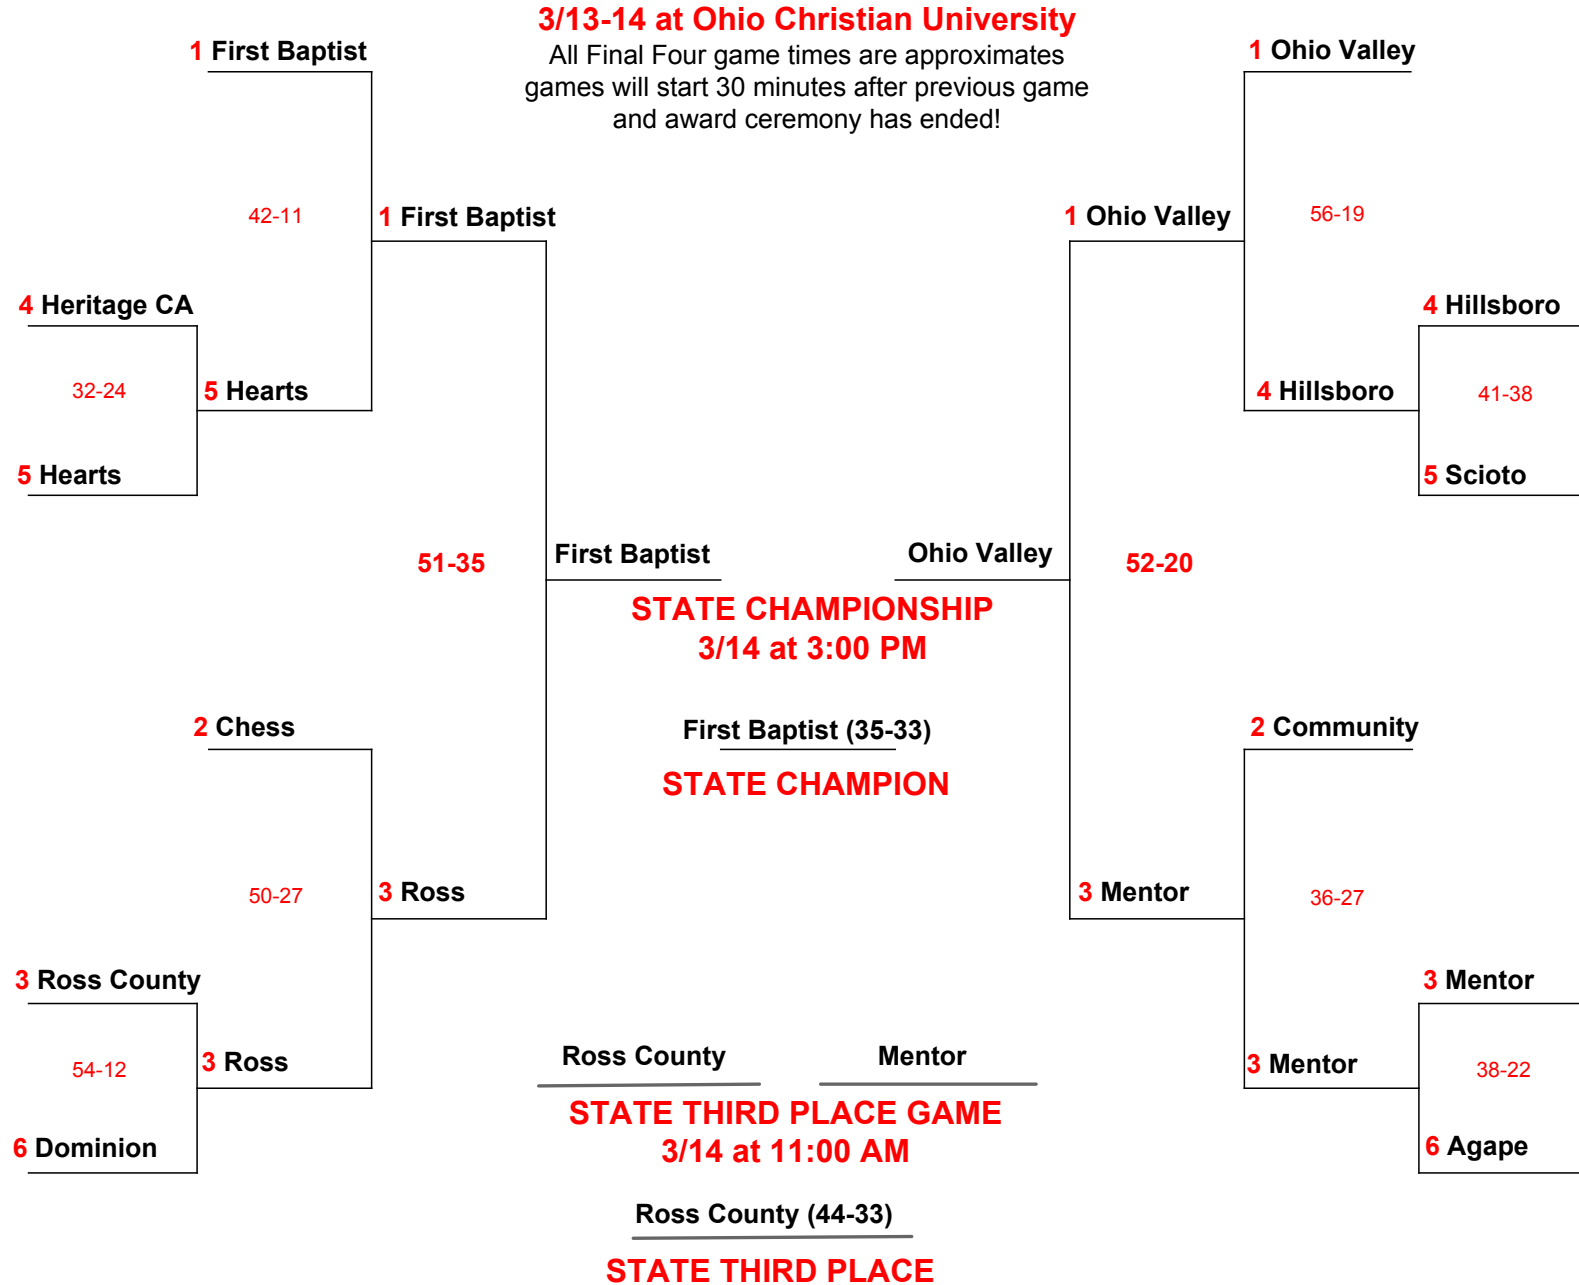 3/13-14 at Ohio Christian University
All Final Four game times are approximates
games will start 30 minutes after previous game
and award ceremony has ended!
1 First Baptist
1 Ohio Valley
42-11
1 First Baptist
1 Ohio Valley
56-19
4 Heritage CA
4 Hillsboro
32-24
5 Hearts
4 Hillsboro
41-38
5 Hearts
5 Scioto
51-35
First Baptist
Ohio Valley
52-20
STATE CHAMPIONSHIP
3/14 at 3:00 PM
2 Chess
First Baptist (35-33)
2 Community
STATE CHAMPION
50-27
3 Ross
3 Mentor
36-27
3 Ross County
3 Mentor
54-12
3 Ross
Ross County
Mentor
3 Mentor
38-22
STATE THIRD PLACE GAME
3/14 at 11:00 AM
6 Dominion
6 Agape
Ross County (44-33)
STATE THIRD PLACE